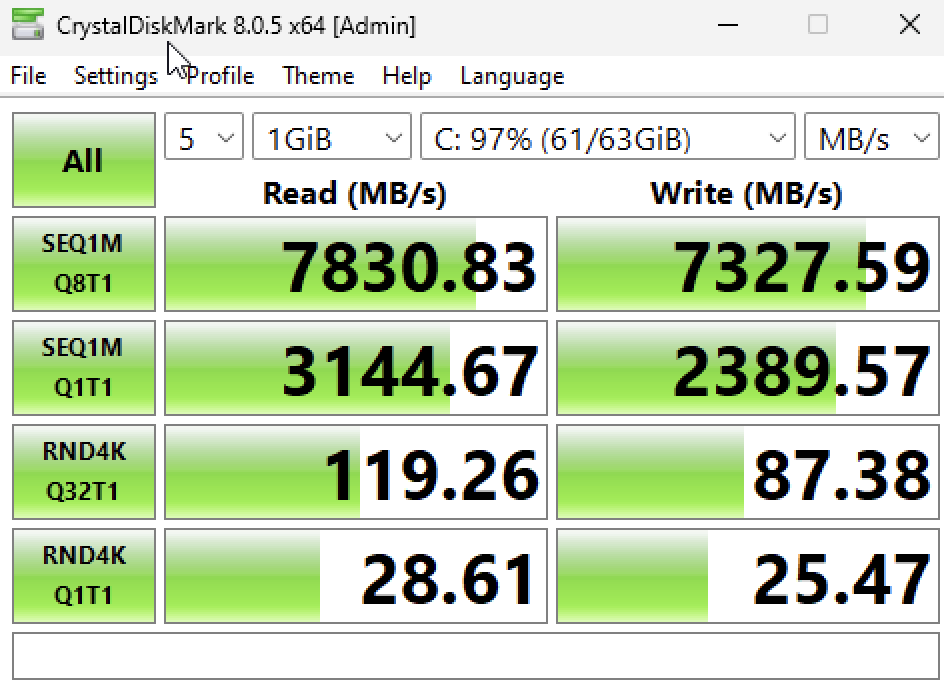 CrystalDiskMark 8.0.5 x64 [Admin]
File Settings Profile Theme Help Language
All 5 1GiB C: 97% (61/63GiB) MB/s
Read (MB/s) Write (MB/s)
SEQ1M
Q8T1 7830.83 7327.59
SEQ1M
Q1T1 3144.67 2389.57
RND4K
Q32T1 119.26 87.38
RND4K
Q1T1 28.61 25.47